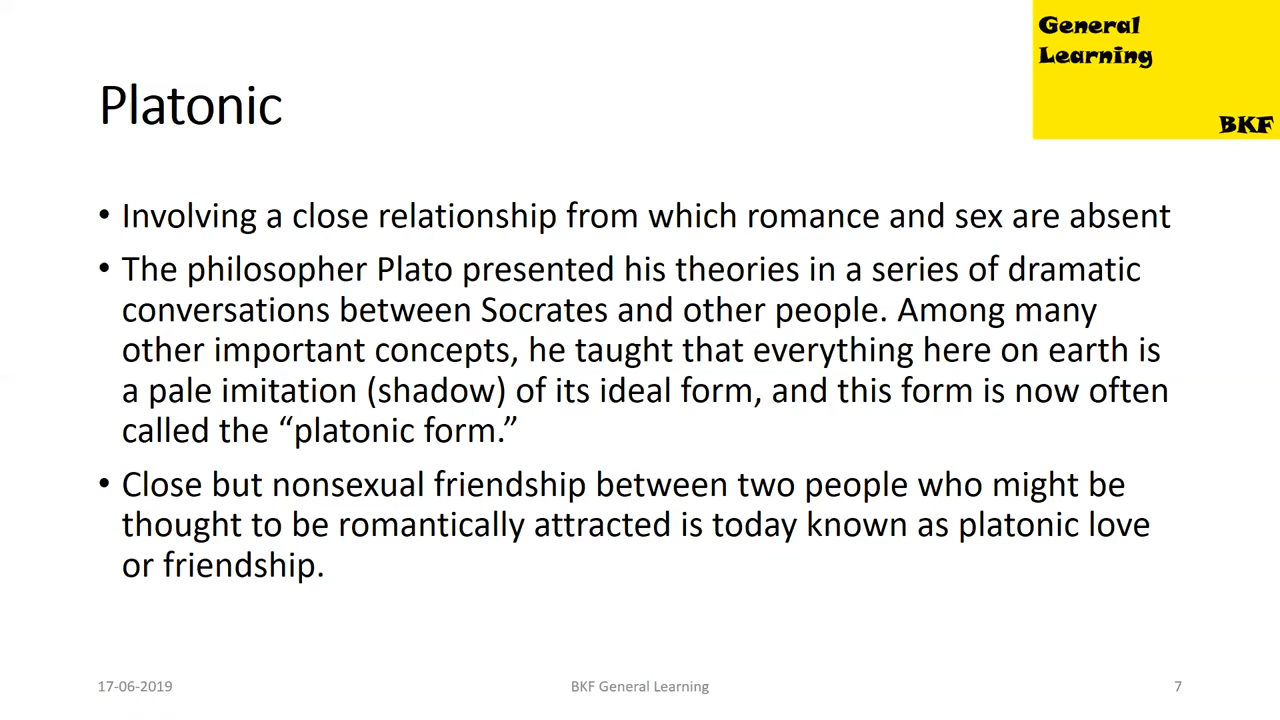 General
Learning
BKF
Platonic
• Involving a close relationship from which romance and sex are absent
• The philosopher Plato presented his theories in a series of dramatic
conversations between Socrates and other people. Among many
other important concepts, he taught that everything here on earth is
a pale imitation (shadow) of its ideal form, and this form is now often
called the “platonic form.”
• Close but nonsexual friendship between two people who might be
thought to be romantically attracted is today known as platonic love
or friendship.
17-06-2019
BKF General Learning
7